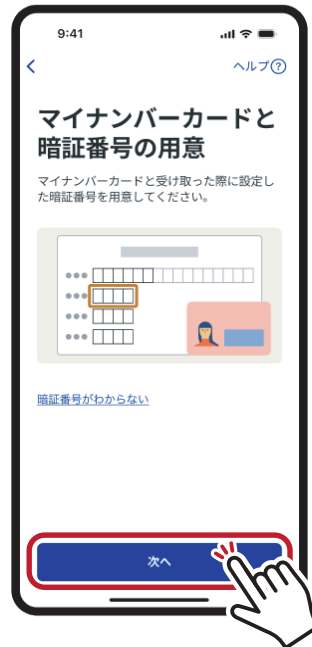 9:41
ヘルプ?
マイナンバーカードと
暗証番号の用意
マイナンバーカードと受け取った際に設定し
た暗証番号を用意してください。
暗証番号がわからない
次へ